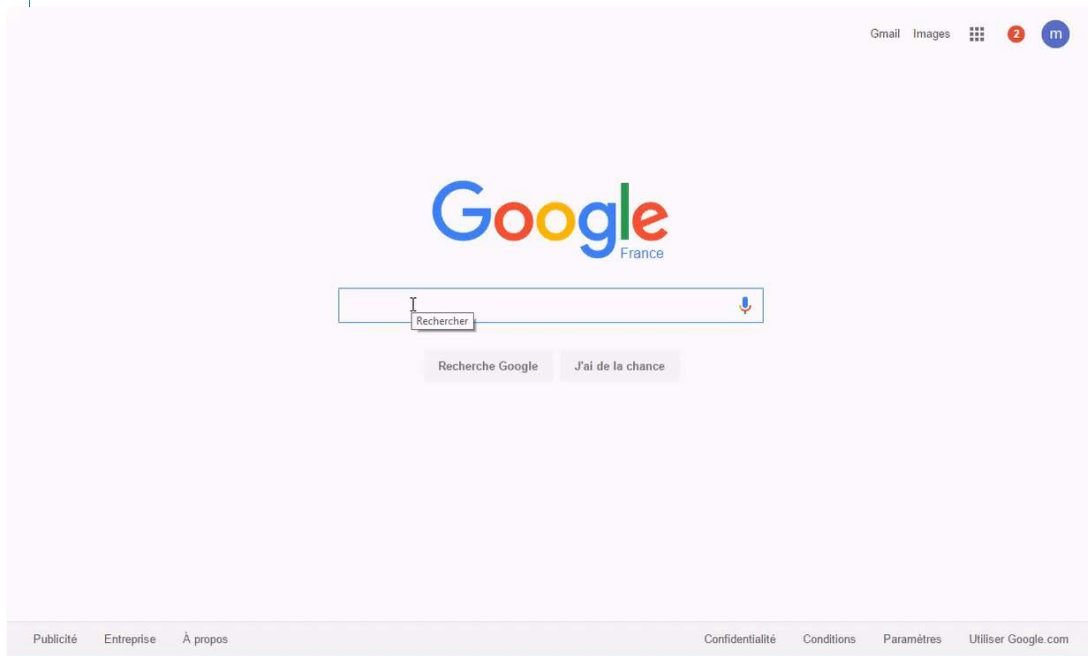 Gmail Images 2 m
Google
France
Rechercher
Recherche Google J'ai de la chance
Publicité Entreprise À propos Confidentialité Conditions Paramètres Utiliser Google.com